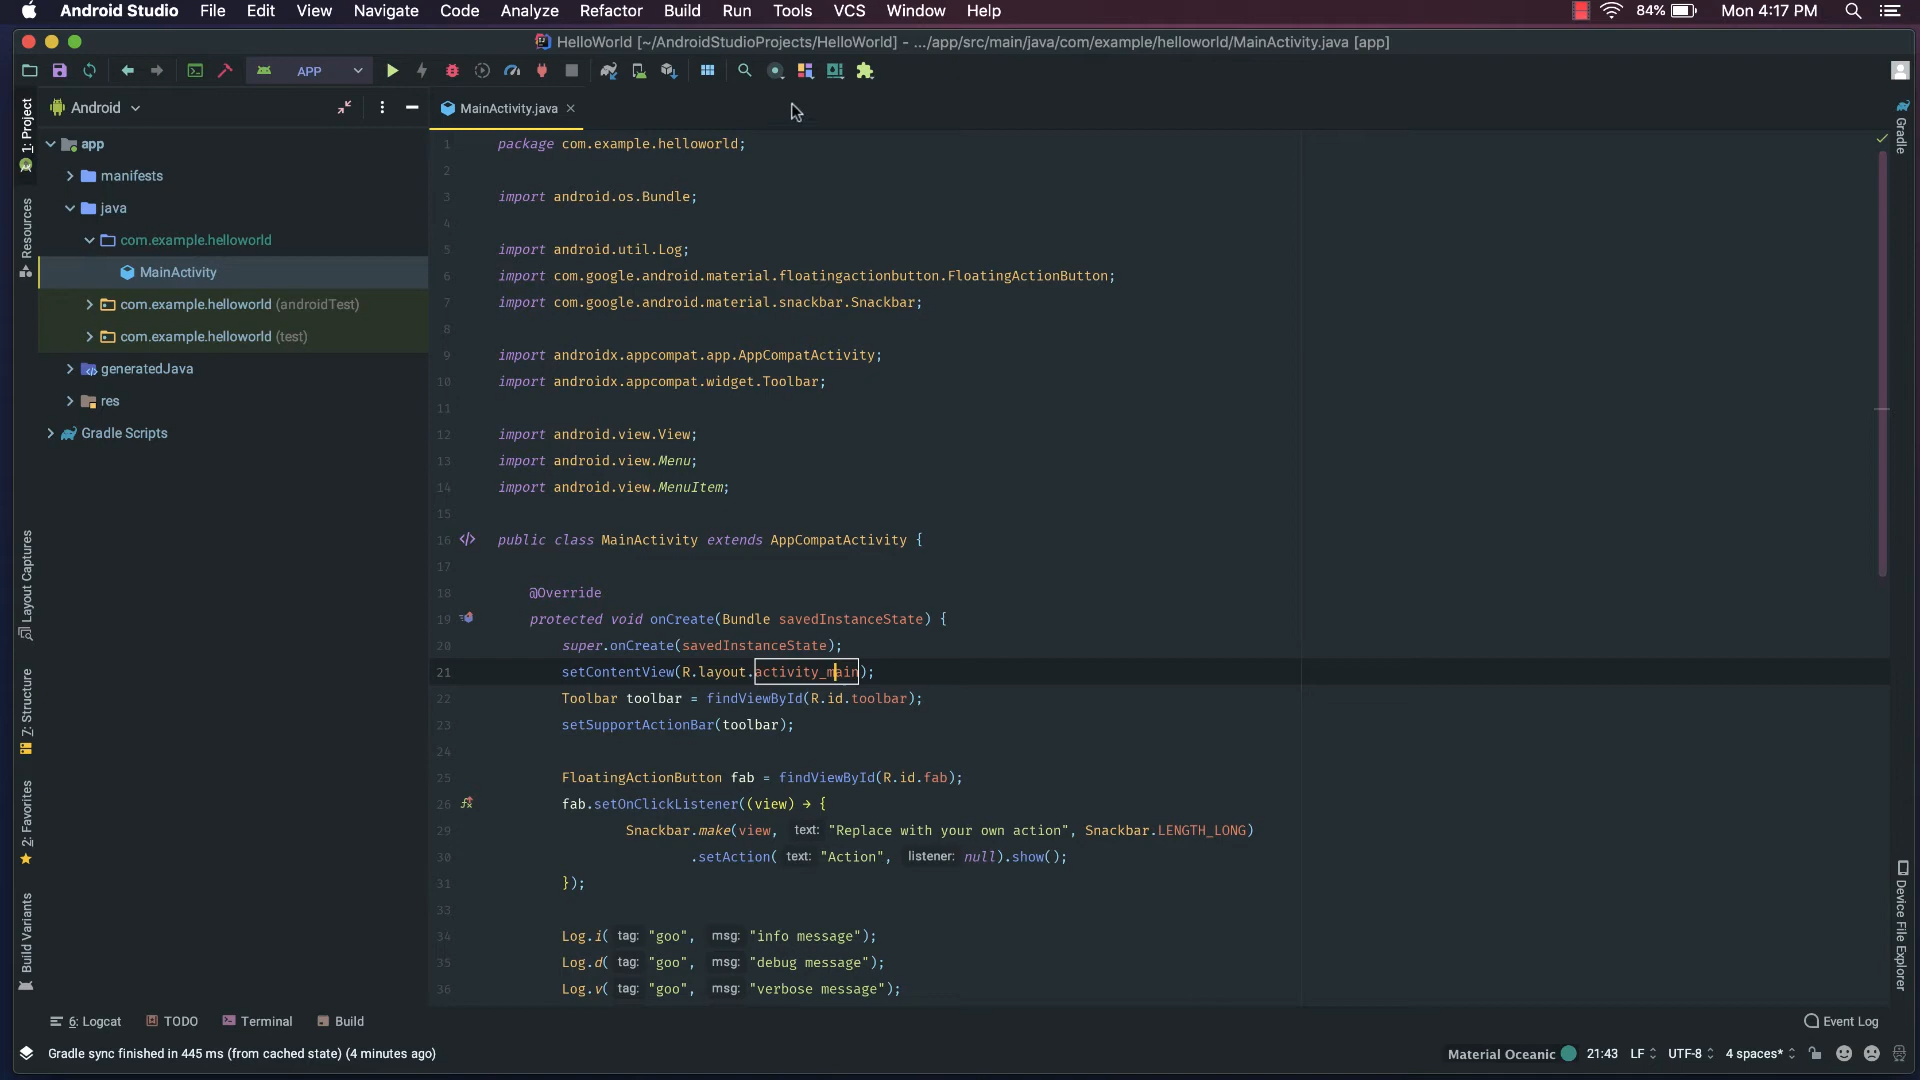 Android Studio File Edit View Navigate Code Analyze Refactor Build Run Tools VCS Window Help 84% Mon 4:17 PM
HelloWorld [~/AndroidStudioProjects/HelloWorld] - .../app/src/main/java/com/example/helloworld/MainActivity.java [app]
APP
Android
MainActivity.java
1: Project
Resources
Layout Captures
7: Structure
2: Favorites
Build Variants
app
manifests
java
com.example.helloworld
MainActivity
com.example.helloworld (androidTest)
com.example.helloworld (test)
generatedJava
res
Gradle Scripts
1 package com.example.helloworld;
2
3 import android.os.Bundle;
4
5 import android.util.Log;
6 import com.google.android.material.floatingactionbutton.FloatingActionButton;
7 import com.google.android.material.snackbar.Snackbar;
8
9 import androidx.appcompat.app.AppCompatActivity;
10 import androidx.appcompat.widget.Toolbar;
11
12 import android.view.View;
13 import android.view.Menu;
14 import android.view.MenuItem;
15
16 public class MainActivity extends AppCompatActivity {
17
18 @Override
19 protected void onCreate(Bundle savedInstanceState) {
20 super.onCreate(savedInstanceState);
21 setContentView(R.layout.activity_main);
22 Toolbar toolbar = findViewById(R.id.toolbar);
23 setSupportActionBar(toolbar);
24
25 FloatingActionButton fab = findViewById(R.id.fab);
26 fab.setOnClickListener((view) → {
29 Snackbar.make(view, text: "Replace with your own action", Snackbar.LENGTH_LONG)
30 .setAction( text: "Action", listener: null).show();
31 });
33
34 Log.i( tag: "goo", msg: "info message");
35 Log.d( tag: "goo", msg: "debug message");
36 Log.v( tag: "goo", msg: "verbose message");
Gradle
Device File Explorer
6: Logcat TODO Terminal Build Event Log
Gradle sync finished in 445 ms (from cached state) (4 minutes ago) Material Oceanic 21:43 LF UTF-8 4 spaces*